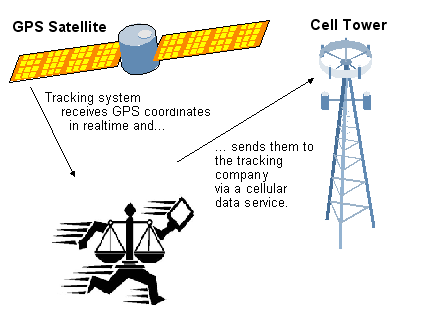 GPS Satellite
Cell Tower
Tracking system
receives GPS coordinates
in realtime and...
... sends them to
the tracking
company
via a cellular
data service.